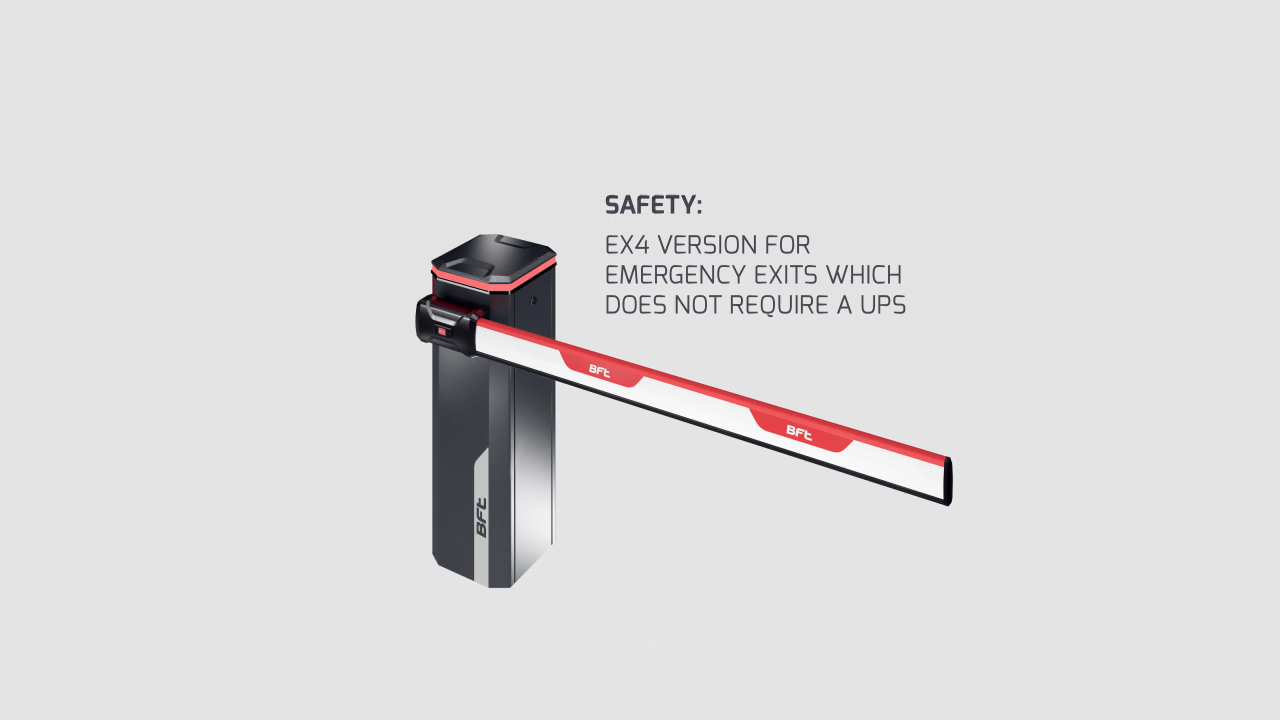 SAFETY:
EX4 VERSION FOR
EMERGENCY EXITS WHICH
DOES NOT REQUIRE A UPS
BFT
BFT
BFT